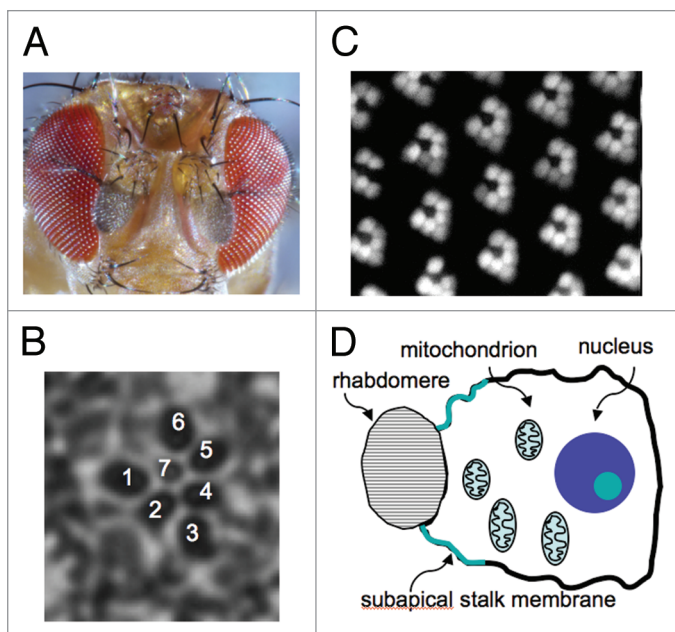 A
C
B
6
5
7
1
4
2
3
D
mitochondrion
nucleus
rhabdomere
subapical stalk membrane